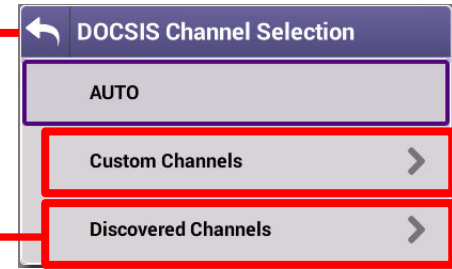 DOCSIS Channel Selection
AUTO
Custom Channels
Discovered Channels